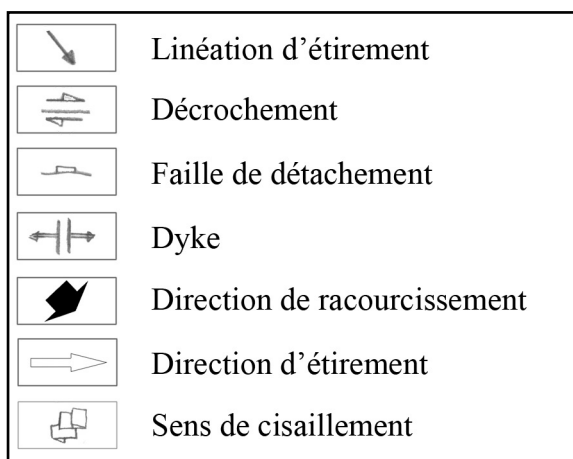 Linéation d'étirement
Décrochement
Faille de détachement
Dyke
Direction de racourcissement
Direction d'étirement
Sens de cisaillement